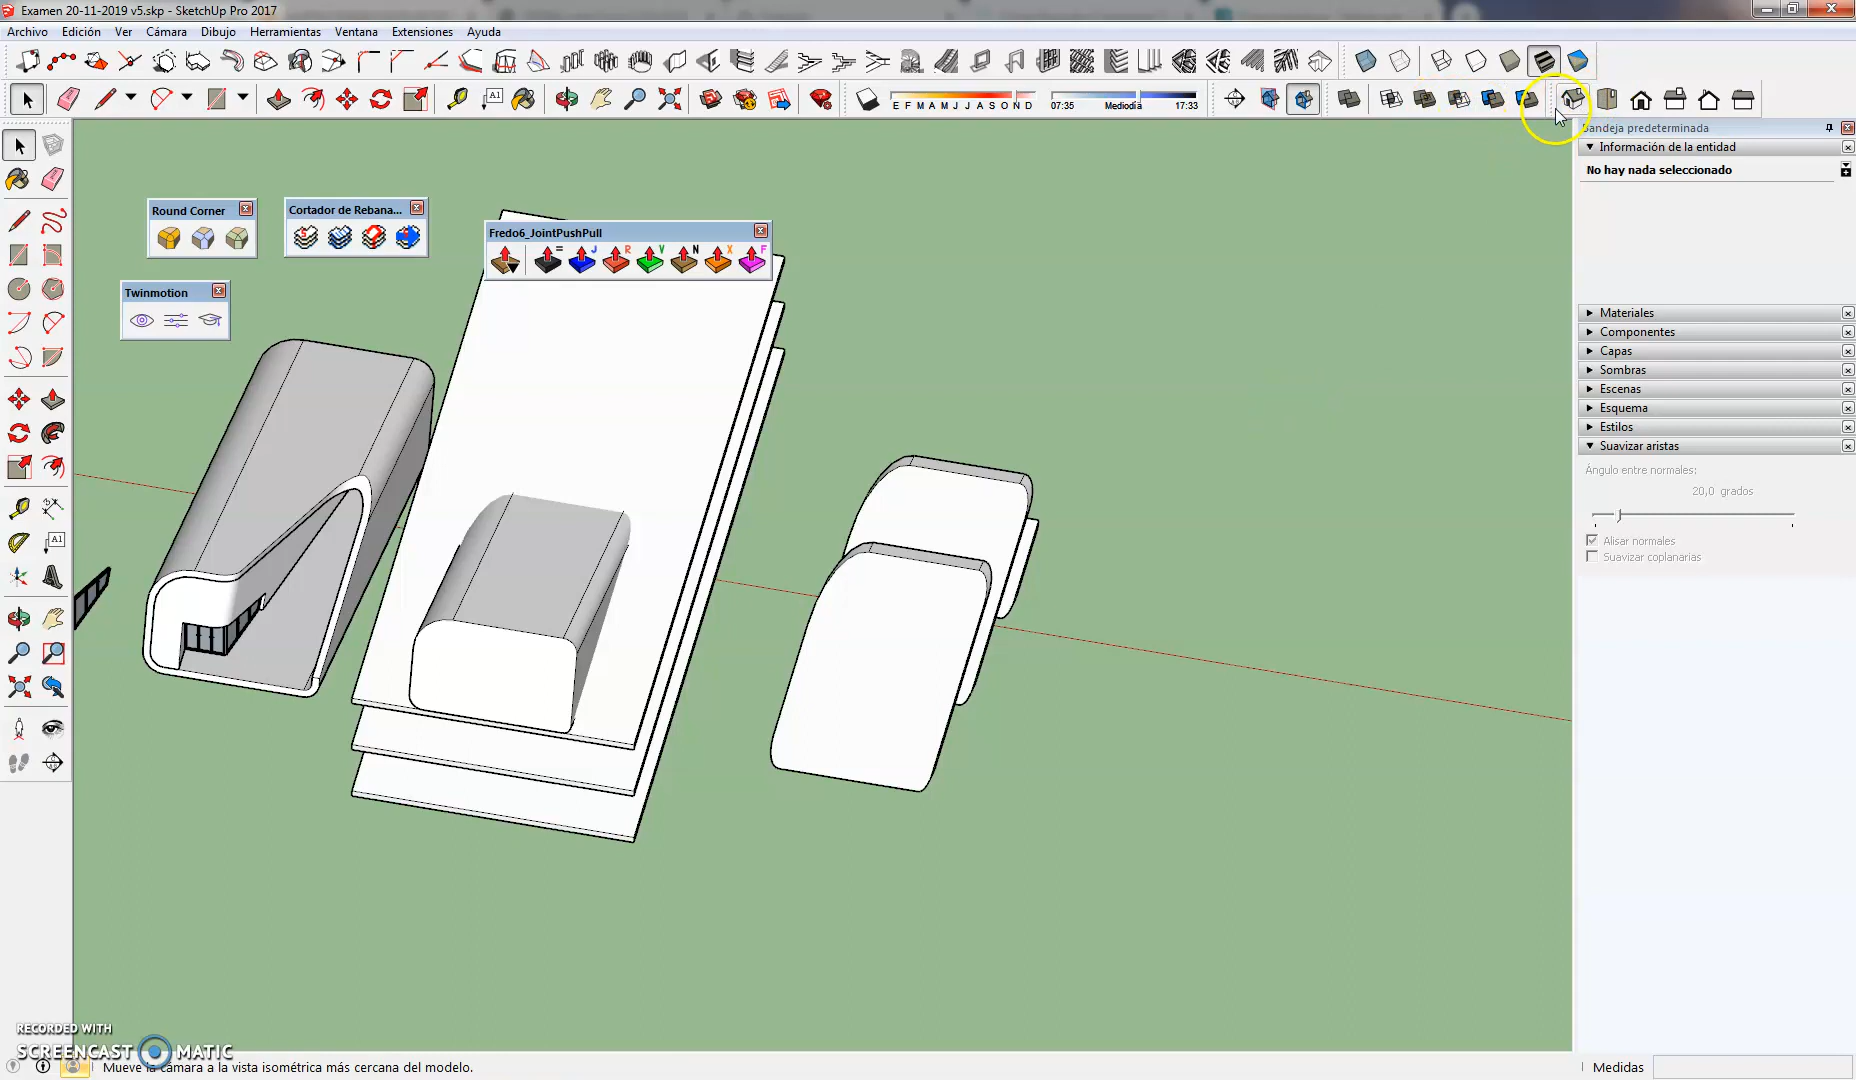 Examen 20-11-2019 v5.skp - SketchUp Pro 2017
Archivo Edición Ver Cámara Dibujo Herramientas Ventana Extensiones Ayuda
E F M A M J J A S O N D
07:35 Mediodía 17:33
Bandeja predeterminada
Información de la entidad
No hay nada seleccionado
Round Corner
Cortador de Rebana...
Fredo6_JointPushPull
= J R V N X F
Twinmotion
Materiales
Componentes
Capas
Sombras
Escenas
Esquema
Estilos
Suavizar aristas
Ángulo entre normales:
20,0 grados
Alisar normales
Suavizar coplanarias
RECORDED WITH
SCREENCAST MATIC
Mueve la cámara a la vista isométrica más cercana del modelo.
Medidas